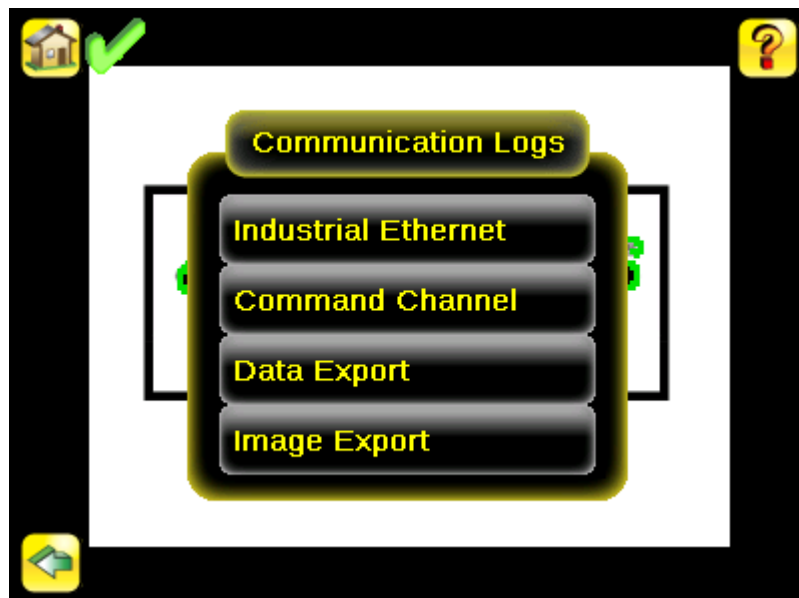 Communication Logs
Industrial Ethernet
Command Channel
Data Export
Image Export